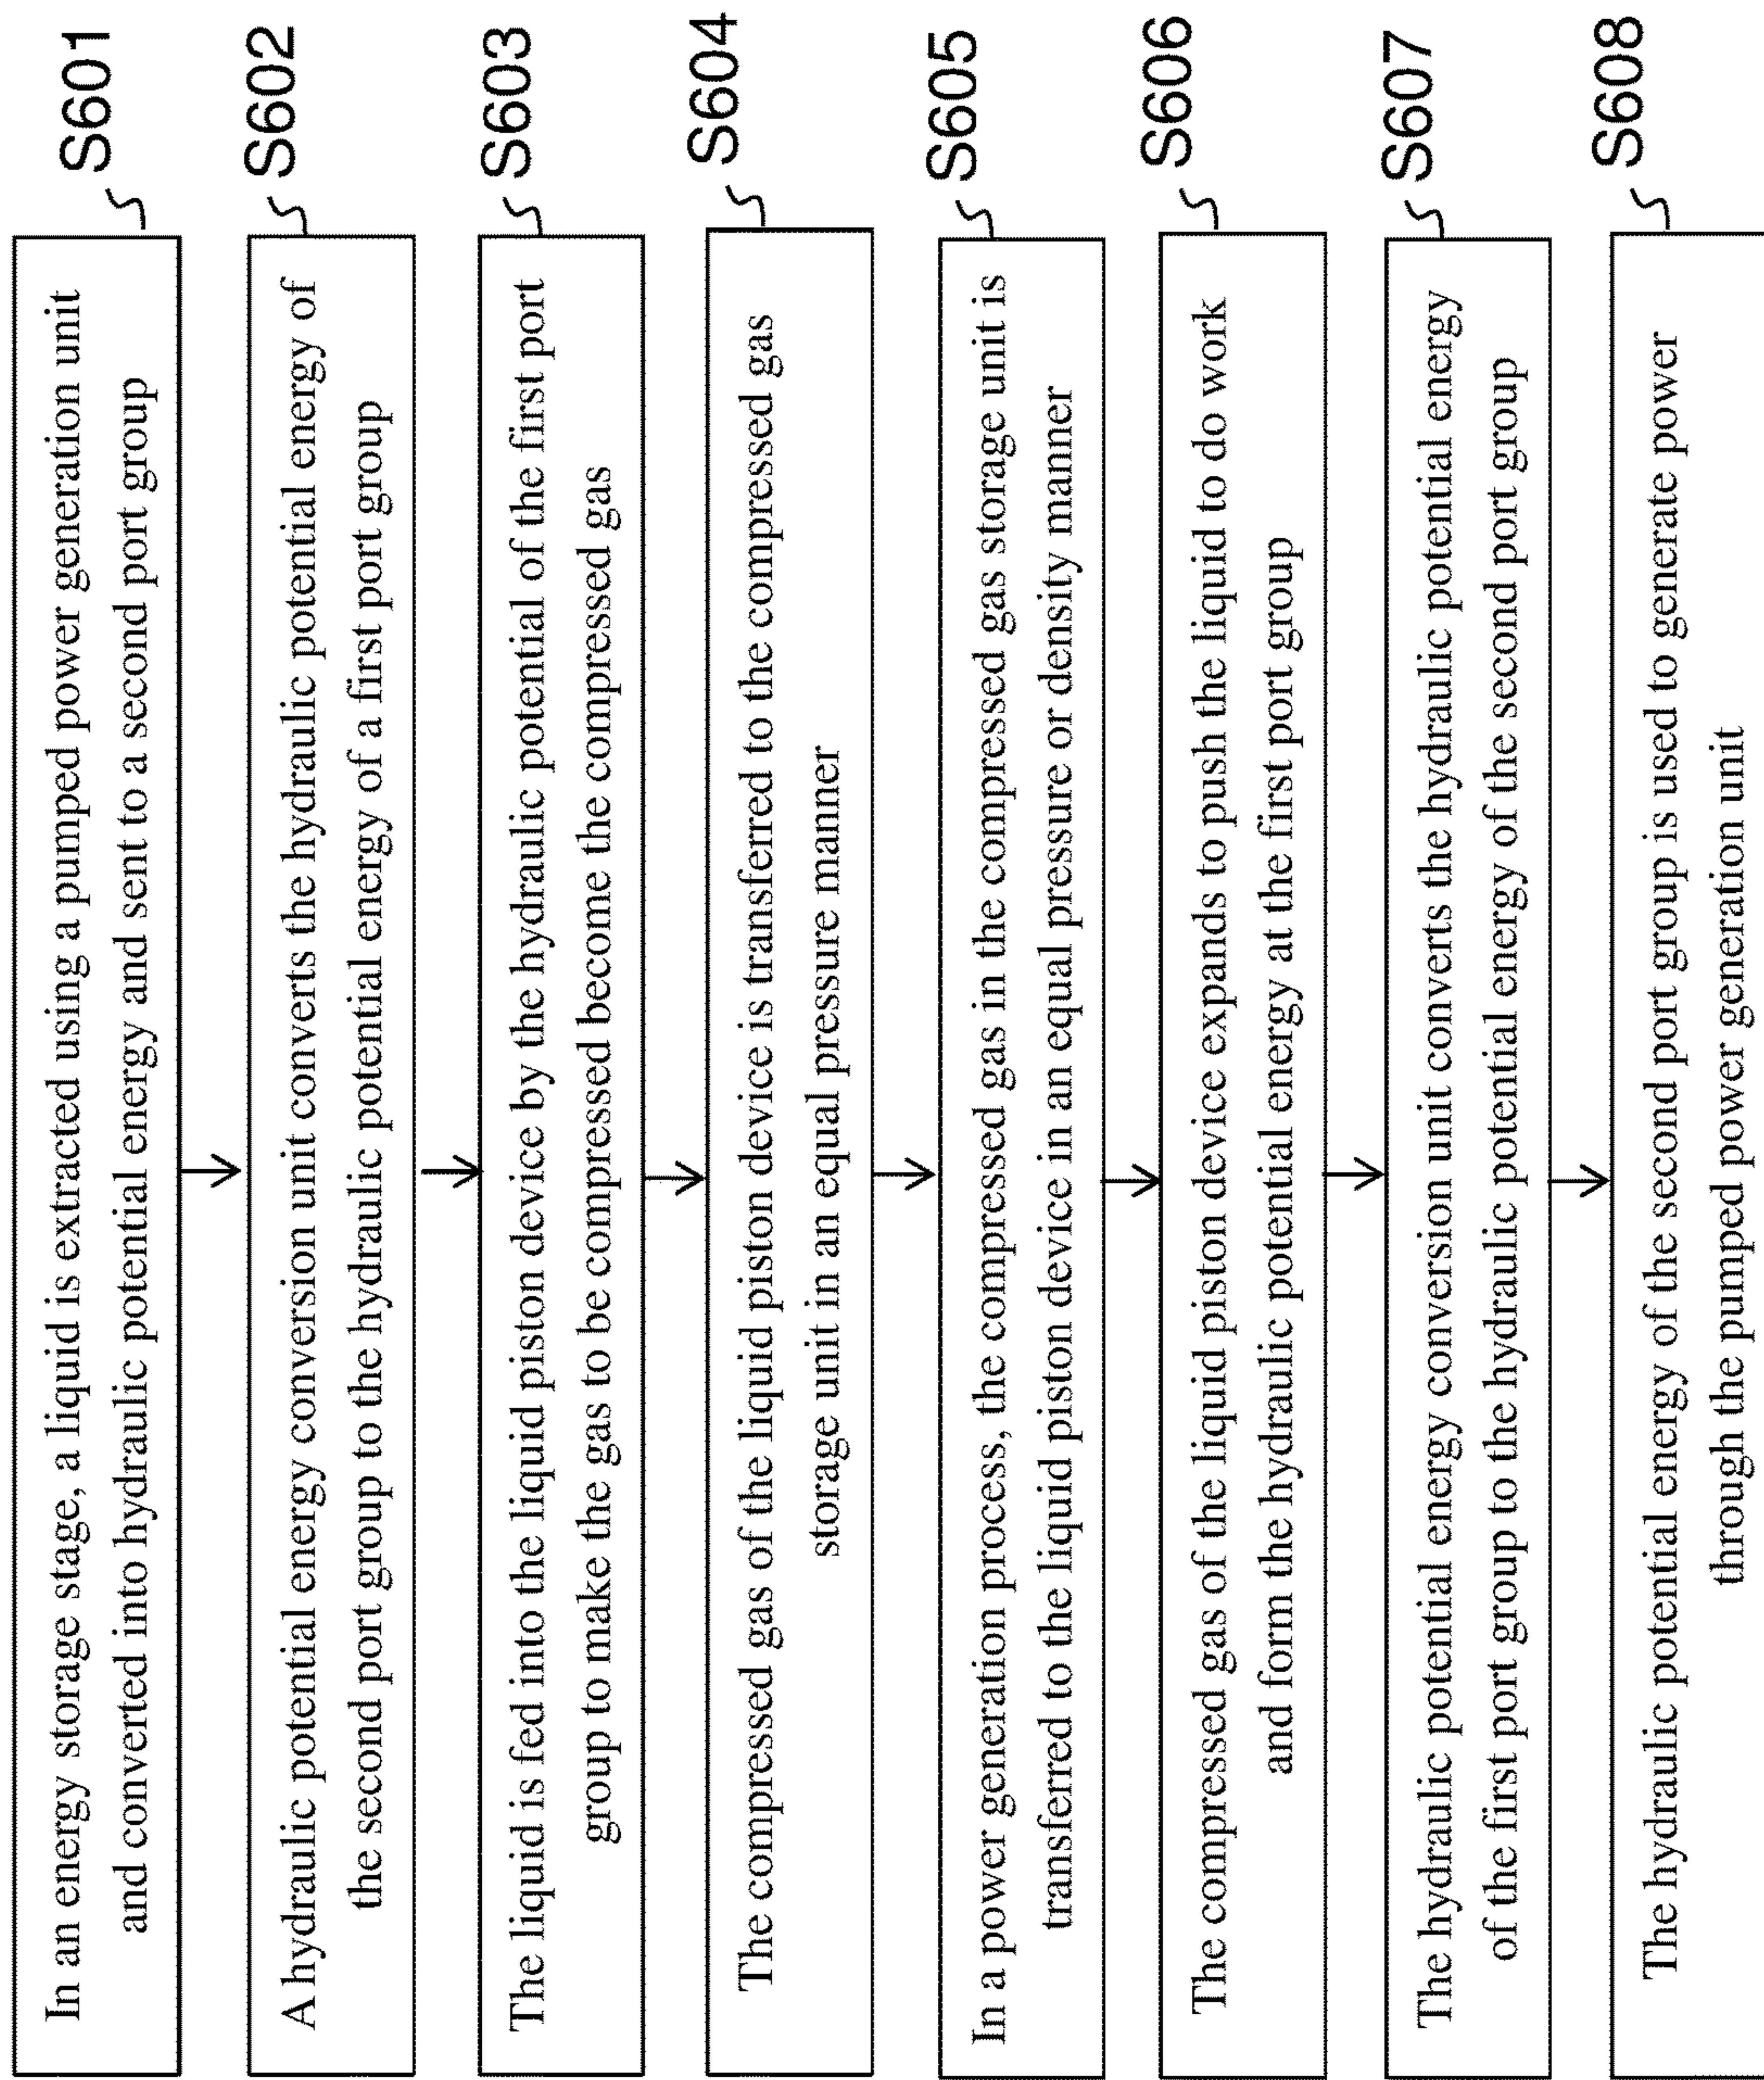 In an energy storage stage, a liquid is extracted using a pumped power generation unit
and converted into hydraulic potential energy and sent to a second port group
S601
A hydraulic potential energy conversion unit converts the hydraulic potential energy of
the second port group to the hydraulic potential energy of a first port group
S602
The liquid is fed into the liquid piston device by the hydraulic potential of the first port
group to make the gas to be compressed become the compressed gas
S603
The compressed gas of the liquid piston device is transferred to the compressed gas
storage unit in an equal pressure manner
S604
In a power generation process, the compressed gas in the compressed gas storage unit is
transferred to the liquid piston device in an equal pressure or density manner
S605
The compressed gas of the liquid piston device expands to push the liquid to do work
and form the hydraulic potential energy at the first port group
S606
The hydraulic potential energy conversion unit converts the hydraulic potential energy
of the first port group to the hydraulic potential energy of the second port group
S607
The hydraulic potential energy of the second port group is used to generate power
through the pumped power generation unit
S608